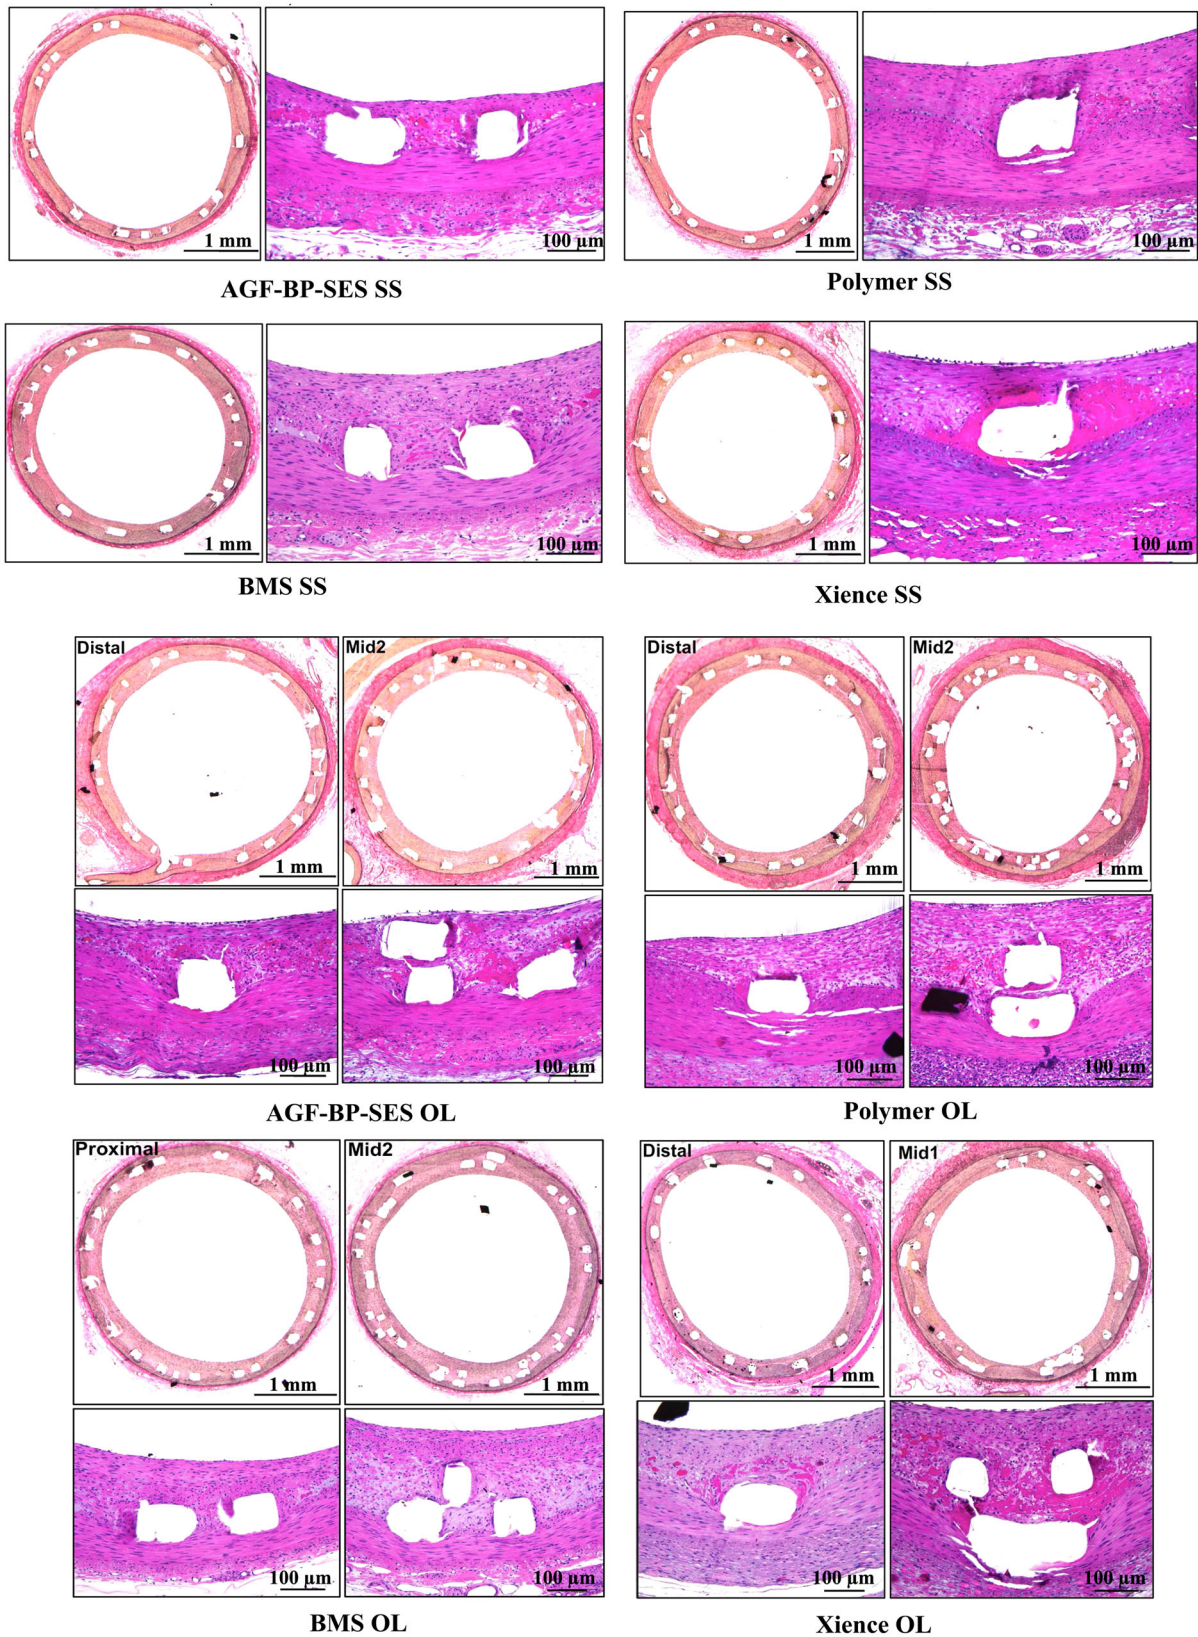 1 mm
100 µm
1 mm
100 µm
AGF-BP-SES SS
Polymer SS
1 mm
100 µm
1 mm
100 µm
BMS SS
Xience SS
Distal
Mid2
Distal
Mid2
1 mm
1 mm
1 mm
1 mm
100 µm
100 µm
100 µm
100 µm
AGF-BP-SES OL
Polymer OL
Proximal
Mid2
Distal
Mid1
1 mm
1 mm
1 mm
1 mm
100 µm
100 µm
100 µm
100 µm
BMS OL
Xience OL